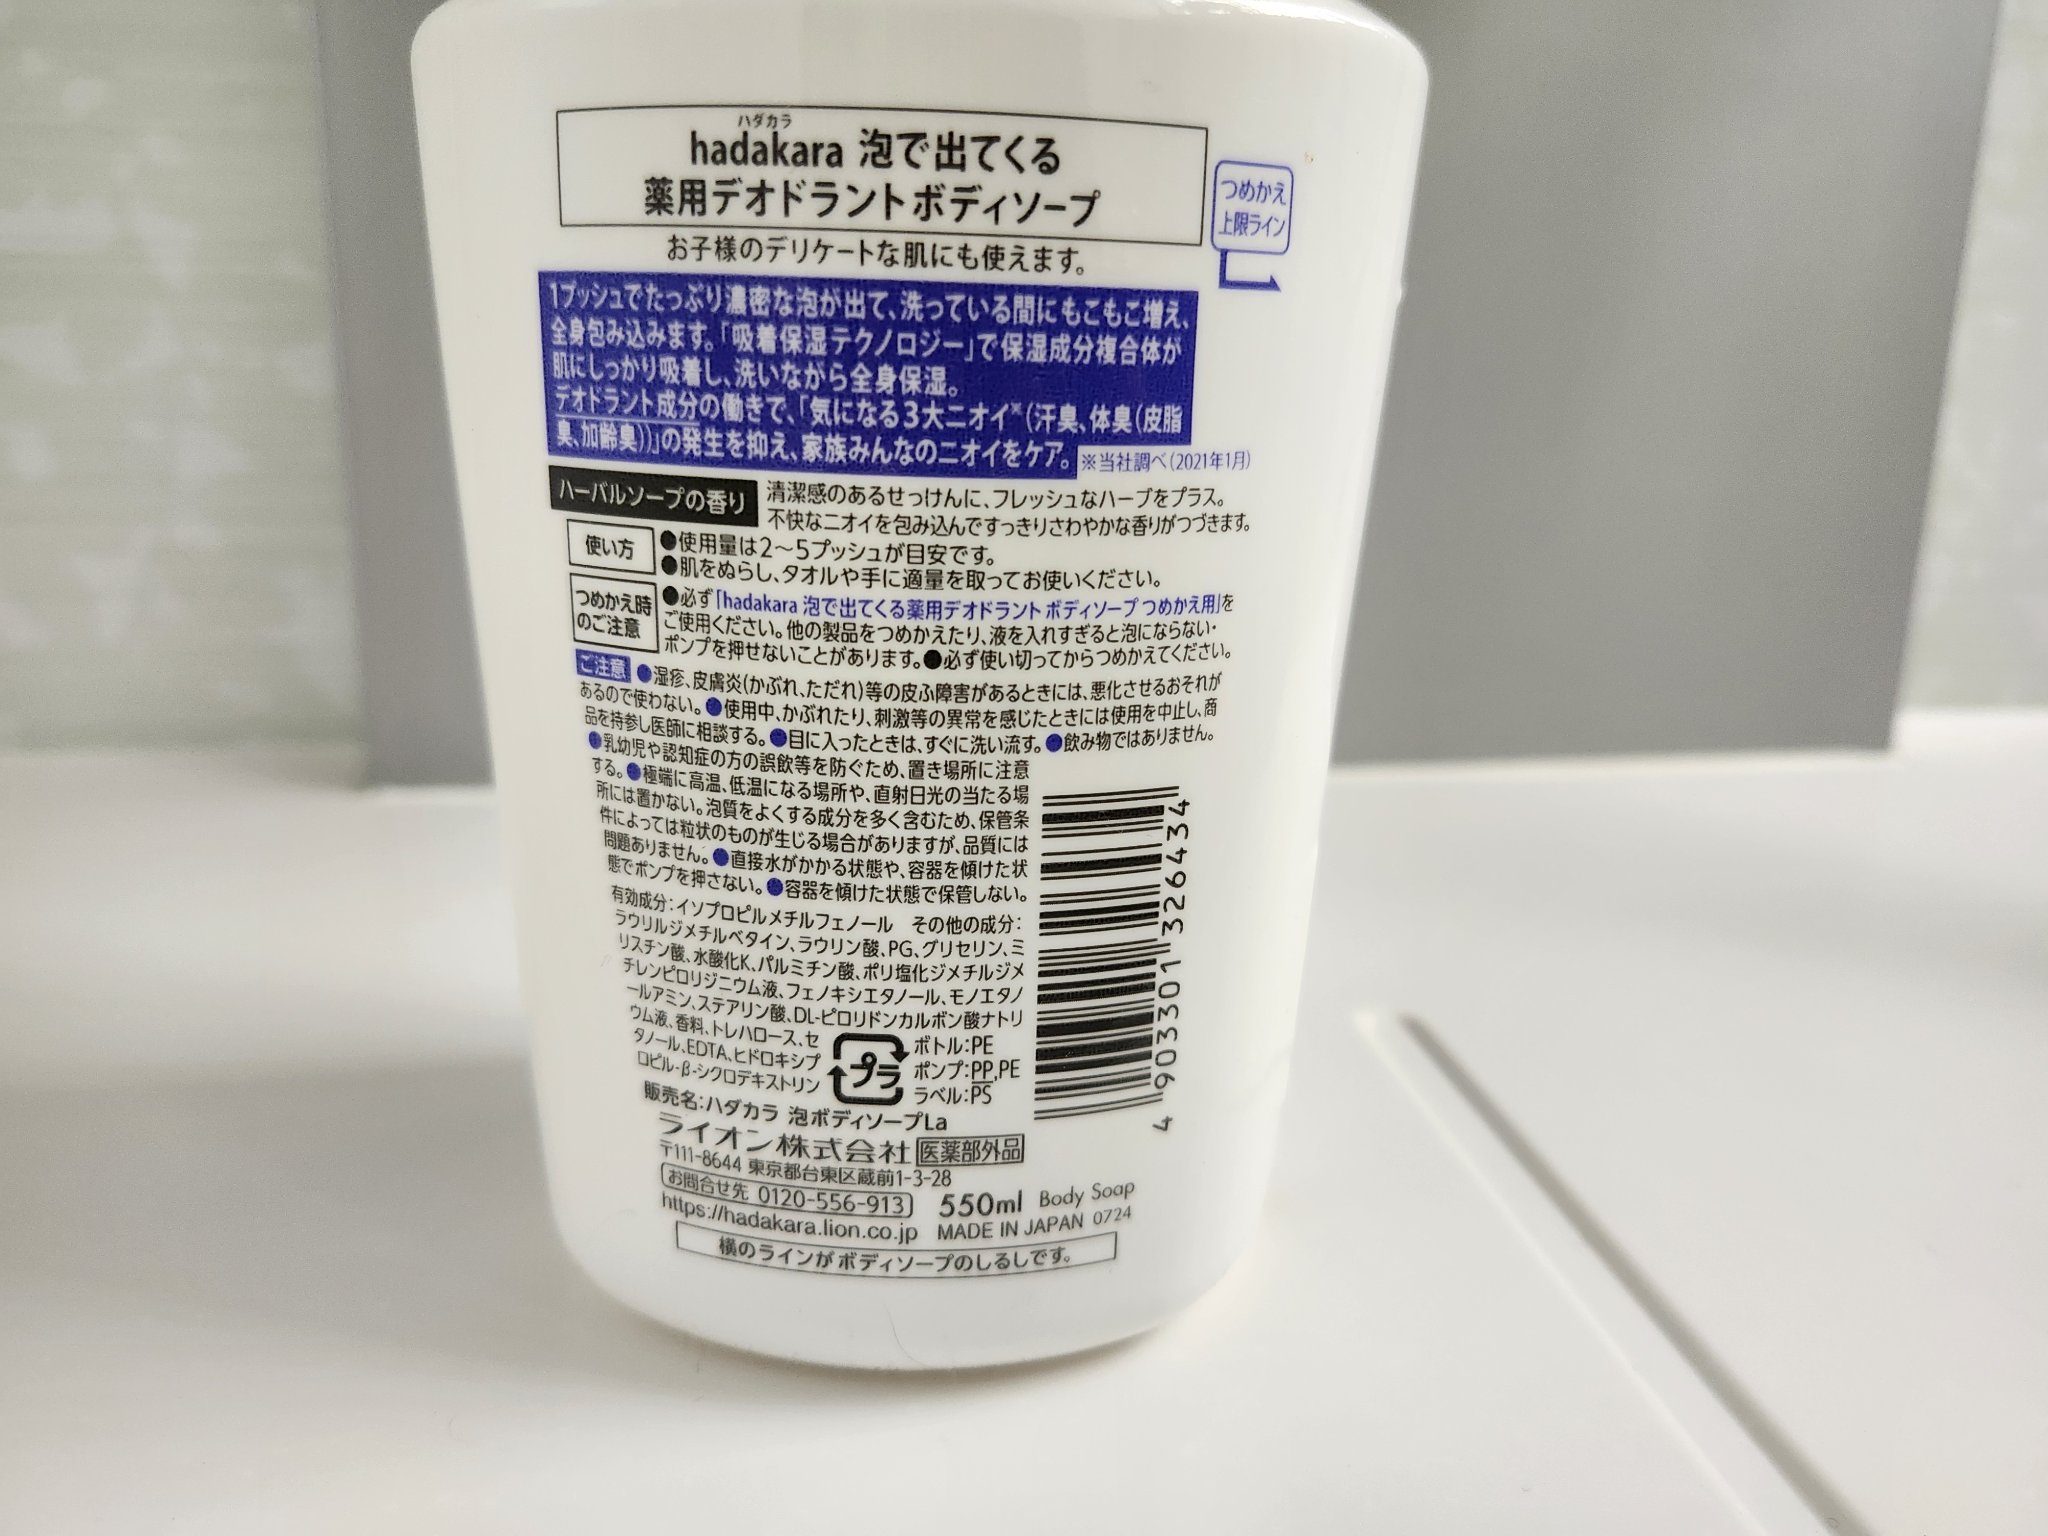 ハダカラ
hadakara 泡で出てくる
薬用デオドラント ボディソープ
つめかえ
上限ライン
お子様のデリケートな肌にも使えます。
1プッシュでたっぷり濃密な泡が出て、洗っている間にもこもこ増え、
全身包み込みます。「吸着保湿テクノロジー」で保湿成分複合体が
肌にしっかり吸着し、洗いながら全身保湿。
デオドラント成分の働きで、「気になる3大ニオイ※(汗臭、体臭(皮脂
臭、加齢臭))」の発生を抑え、家族みんなのニオイをケア。 ※当社調べ(2021年1月)
ハーバルソープの香り
清潔感のあるせっけんに、フレッシュなハーブをプラス。
不快なニオイを包み込んですっきりさわやかな香りがつづきます。
使い方
●使用量は2〜5プッシュが目安です。
●肌をぬらし、タオルや手に適量を取ってお使いください。
つめかえ時
のご注意
●必ず「hadakara 泡で出てくる薬用デオドラント ボディソープ つめかえ用」を
ご使用ください。他の製品をつめかえたり、液を入れすぎると泡にならない・
ポンプを押せないことがあります。●必ず使い切ってからつめかえてください。
ご注意 ●湿疹、皮膚炎(かぶれ、ただれ)等の皮ふ障害があるときには、悪化させるおそれが
あるので使わない。●使用中、かぶれたり、刺激等の異常を感じたときには使用を中止し、商
品を持参し医師に相談する。●目に入ったときは、すぐに洗い流す。●飲み物ではありません。
●乳幼児や認知症の方の誤飲等を防ぐため、置き場所に注意
する。●極端に高温、低温になる場所や、直射日光の当たる場
所には置かない。泡質をよくする成分を多く含むため、保管条
件によっては粒状のものが生じる場合がありますが、品質には
問題ありません。●直接水がかかる状態や、容器を傾けた状
態でポンプを押さない。●容器を傾けた状態で保管しない。
有効成分:イソプロピルメチルフェノール その他の成分:
ラウリルジメチルベタイン、ラウリン酸、PG、グリセリン、ミ
リスチン酸、水酸化K、パルミチン酸、ポリ塩化ジメチルジメ
チレンピロリジニウム液、フェノキシエタノール、モノエタノ
ールアミン、ステアリン酸、DL-ピロリドンカルボン酸ナトリ
ウム液、香料、トレハロース、セ
タノール、EDTA、ヒドロキシプ
ロピル-β-シクロデキストリン
プラ
ボトル:PE
ポンプ:PP,PE
ラベル:PS
4 903301 326434
販売名:ハダカラ 泡ボディソープLa
ライオン株式会社 医薬部外品
〒111-8644 東京都台東区蔵前1-3-28
お問合せ先 0120-556-913
550ml Body Soap
https://hadakara.lion.co.jp MADE IN JAPAN 0724
横のラインがボディソープのしるしです。